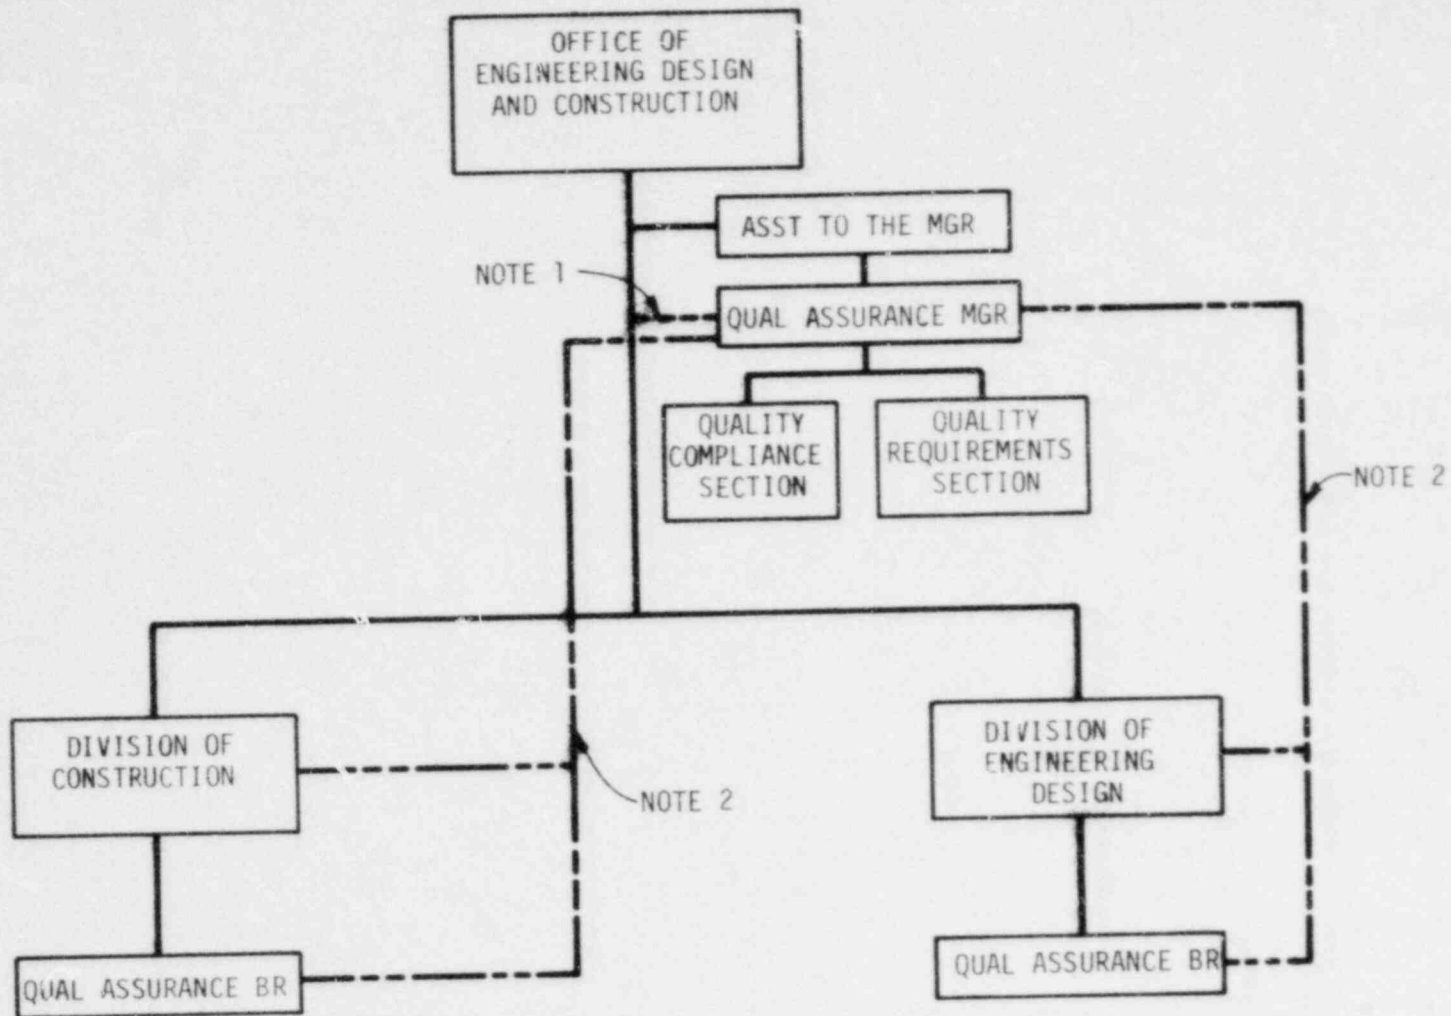 OFFICE OF
ENGINEERING DESIGN
AND CONSTRUCTION
ASST TO THE MGR
NOTE 1
QUAL ASSURANCE MGR
QUALITY
COMPLIANCE
SECTION
QUALITY
REQUIREMENTS
SECTION
NOTE 2
DIVISION OF
CONSTRUCTION
NOTE 2
DIVISION OF
ENGINEERING
DESIGN
QUAL ASSURANCE BR
QUAL ASSURANCE BR